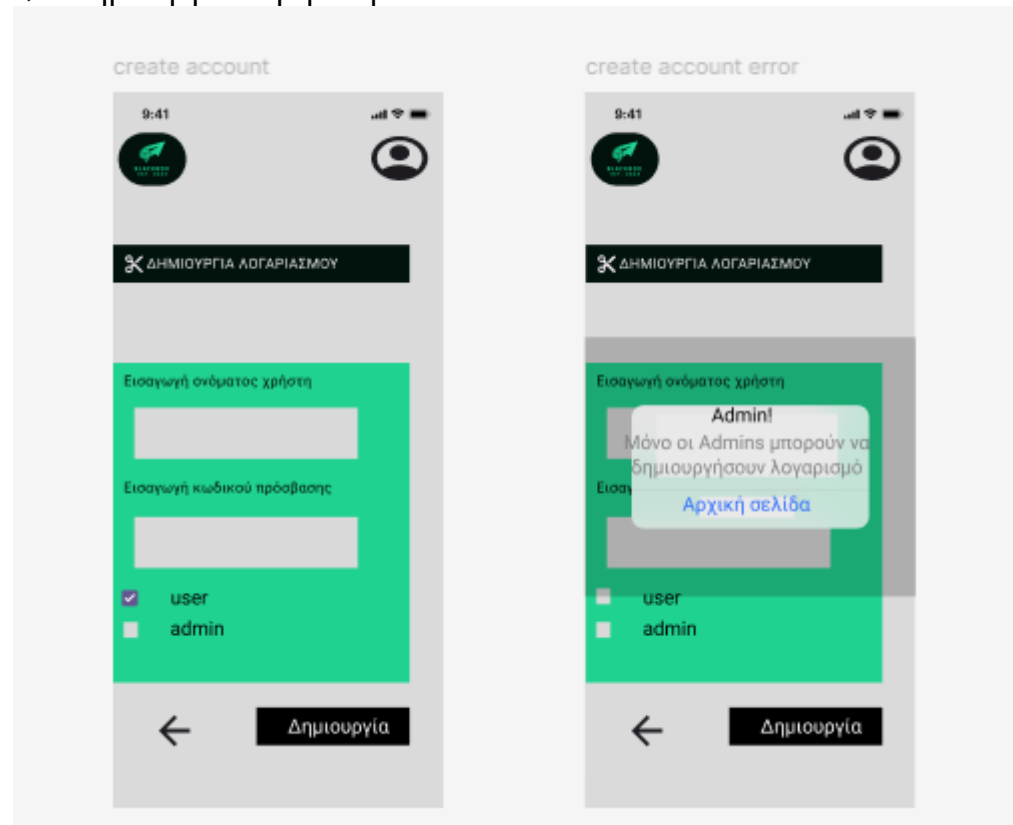 create account
9:41
ΔΗΜΙΟΥΡΓΙΑ ΛΟΓΑΡΙΑΣΜΟΥ
Εισαγωγή ονόματος χρήστη
Εισαγωγή κωδικού πρόσβασης
user
admin
Δημιουργία
create account error
9:41
ΔΗΜΙΟΥΡΓΙΑ ΛΟΓΑΡΙΑΣΜΟΥ
Εισαγωγή ονόματος χρήστη
Admin!
Μόνο οι Admins μπορούν να
δημιουργήσουν λογαρισμό
Αρχική σελίδα
user
admin
Δημιουργία